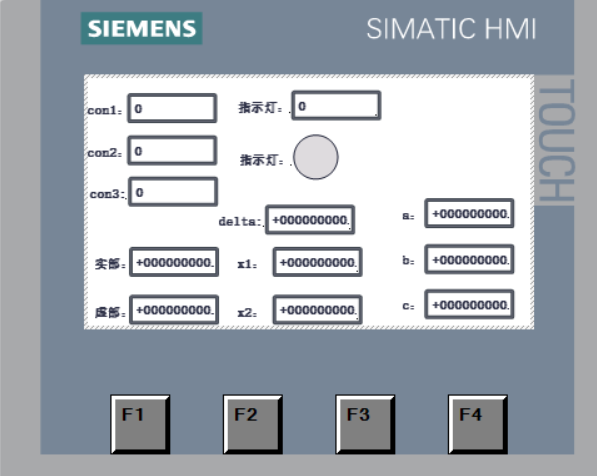 SIEMENS
SIMATIC HMI
TOUCH
con1: 0
指示灯: 0
con2: 0
指示灯:
con3: 0
delta: +000000000.
a: +000000000.
实部: +000000000.
x1: +000000000.
b: +000000000.
虚部: +000000000.
x2: +000000000.
c: +000000000.
F1
F2
F3
F4